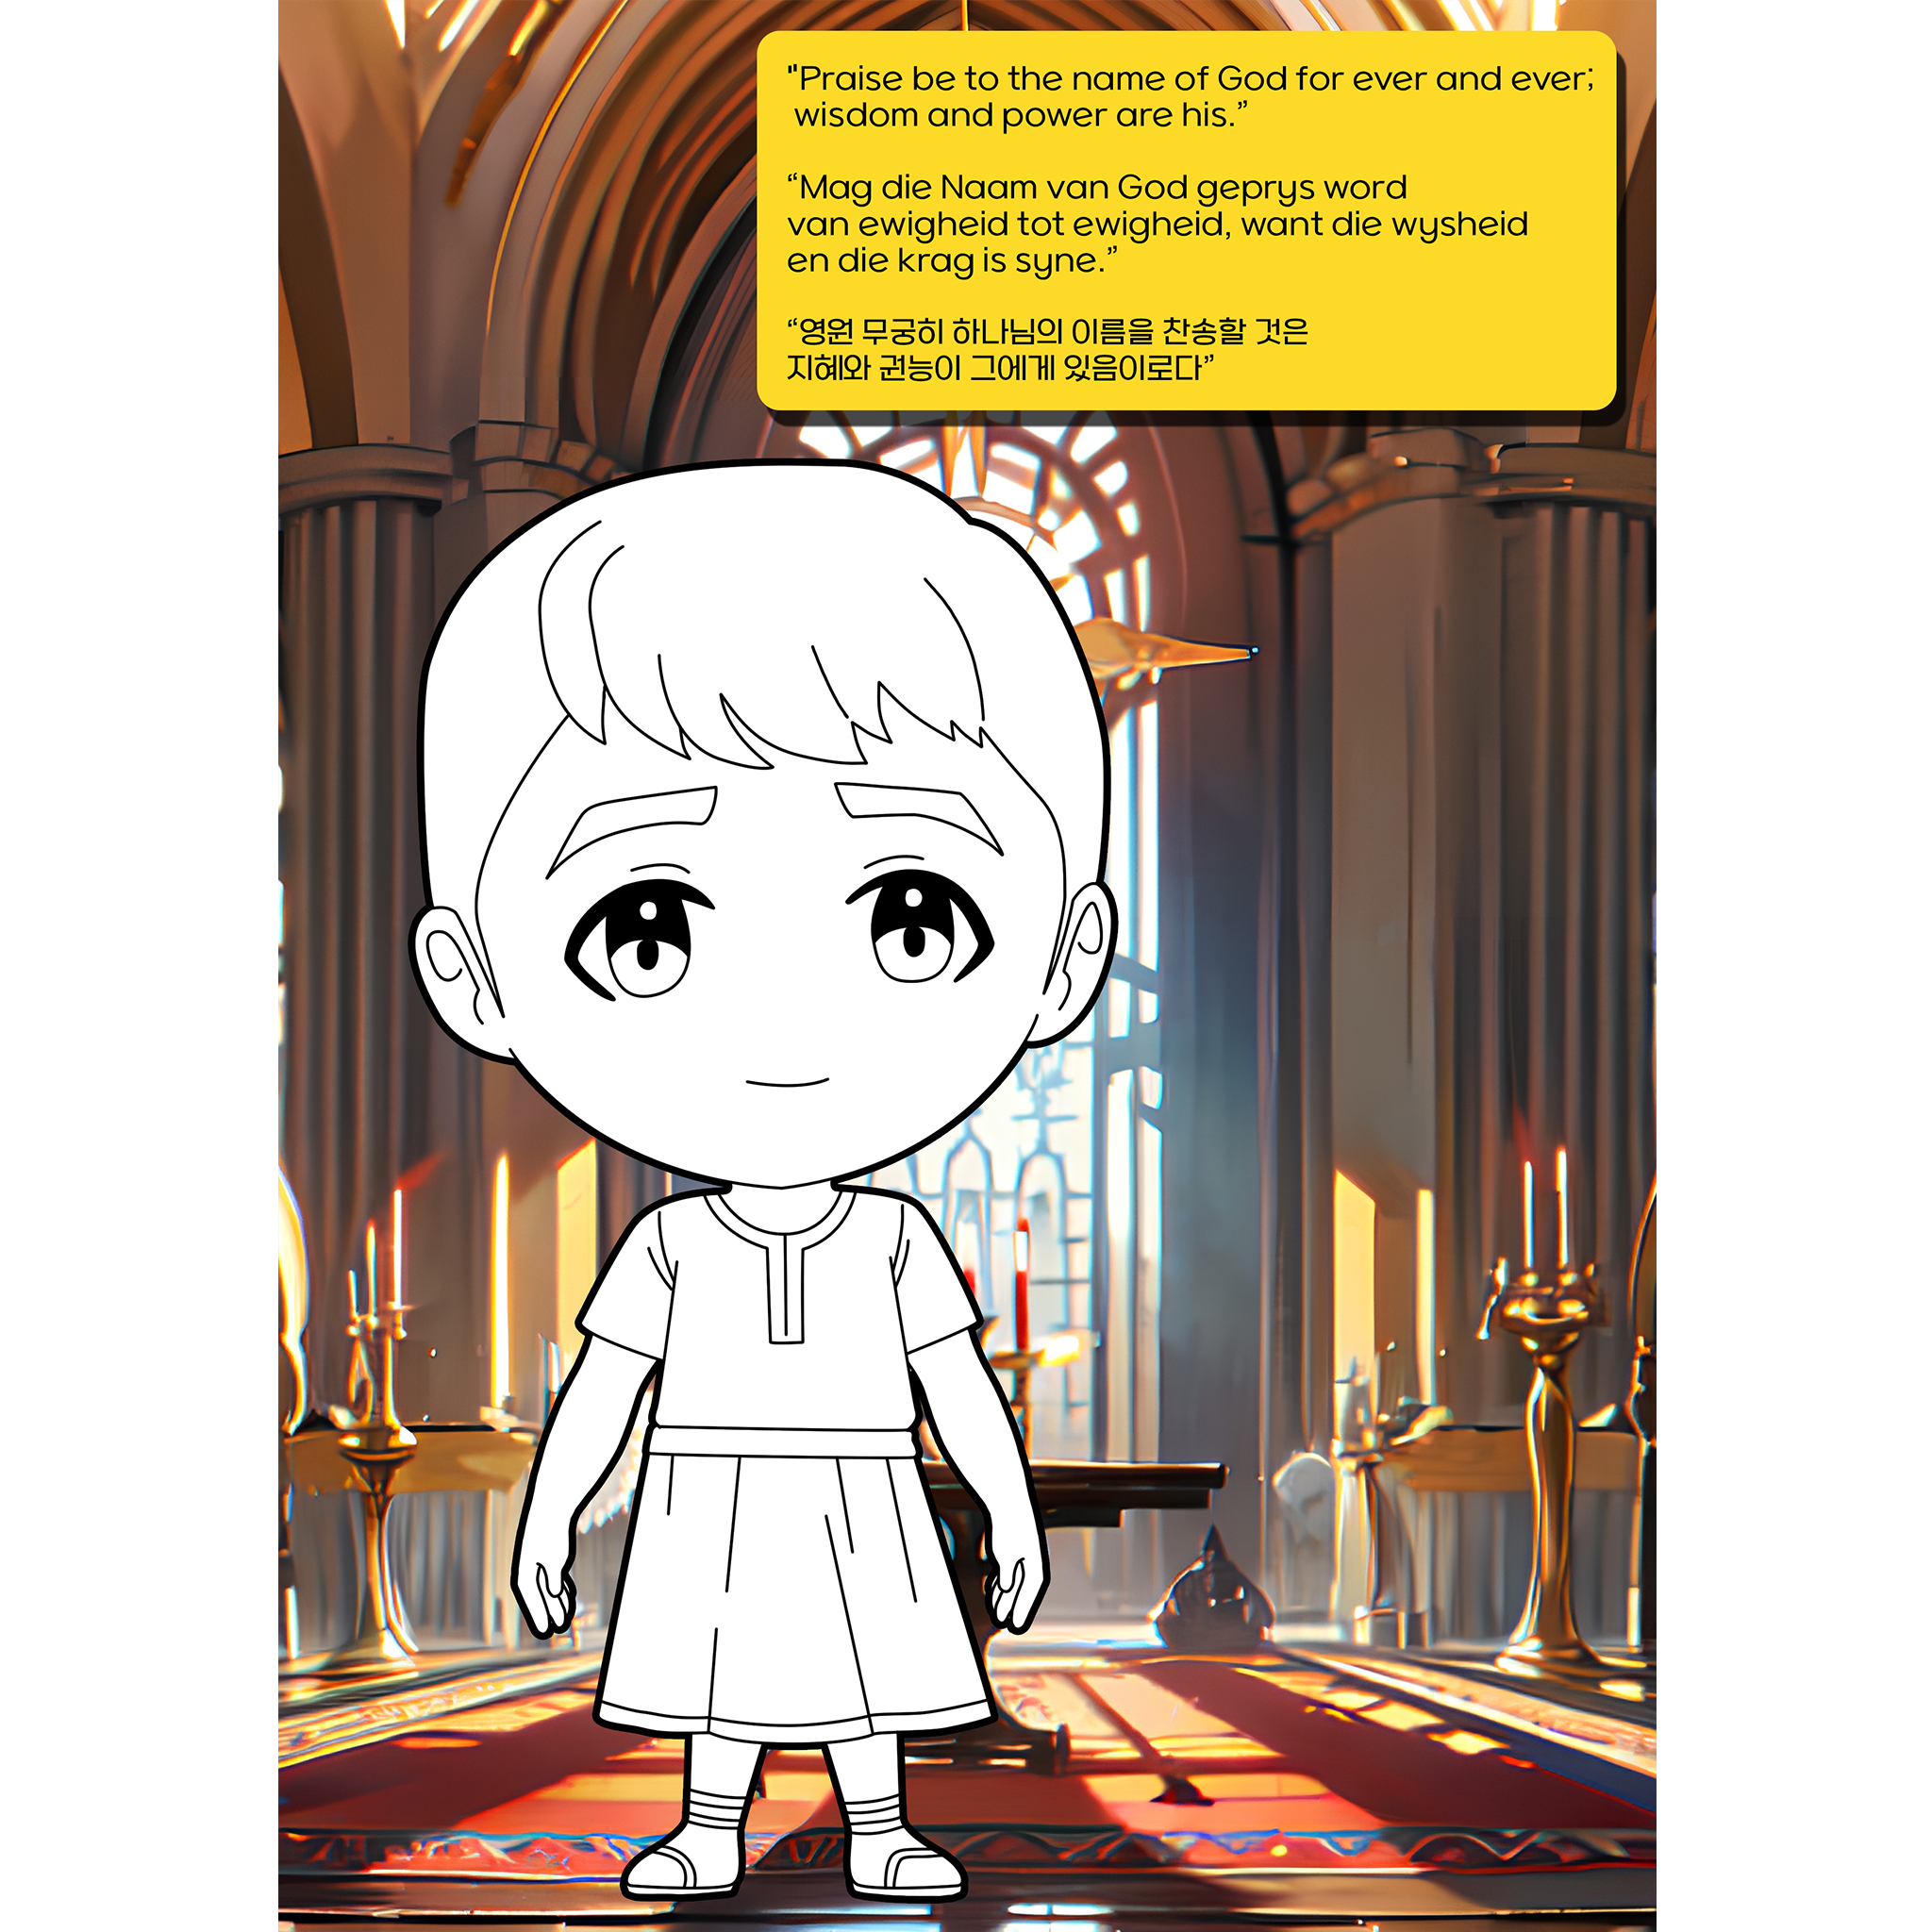 "Praise be to the name of God for ever and ever;
wisdom and power are his.”
“Mag die Naam van God geprys word
van ewigheid tot ewigheid, want die wysheid
en die krag is syne.”
“영원 무궁히 하나님의 이름을 찬송할 것은
지혜와 권능이 그에게 있음이로다”